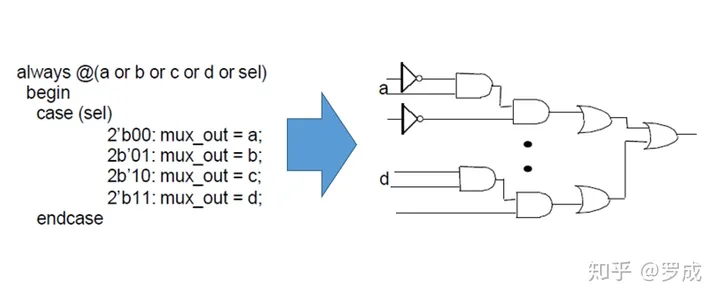 always @(a or b or c or d or sel)
begin
case (sel)
2'b00: mux_out = a;
2b'01: mux_out = b;
2b'10: mux_out = c;
2'b11: mux_out = d;
endcase
a
d
知乎 @罗成